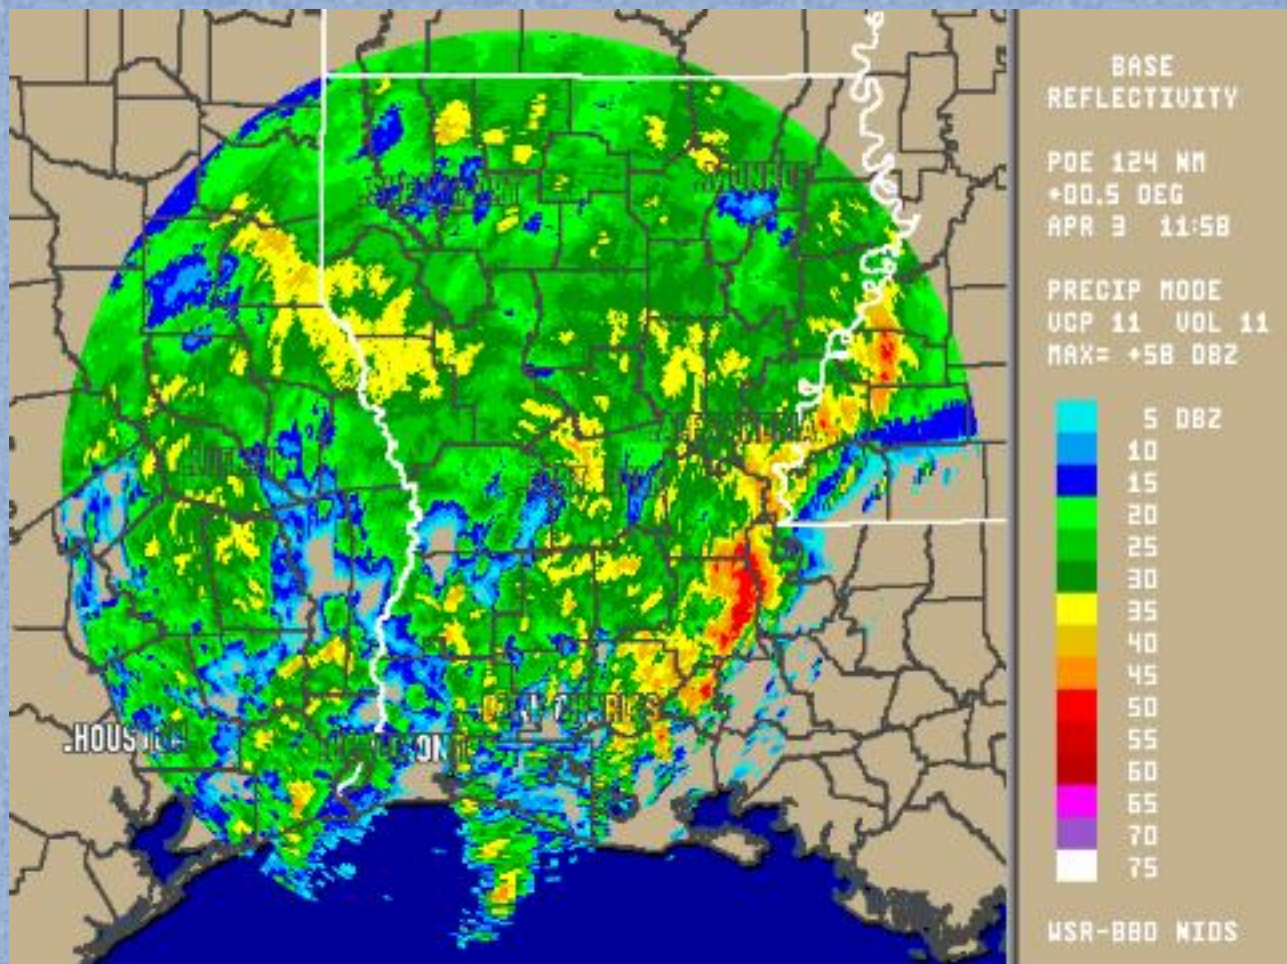 BASE
REFLECTIVITY
POE 124 NM
+00.5 DEG
APR 3 11:58
PRECIP MODE
VCP 11 VOL 11
MAX= +58 DBZ
5 DBZ
10
15
20
25
30
35
40
45
50
55
60
65
70
75
WSR-88D NIDS
.HOUSTON